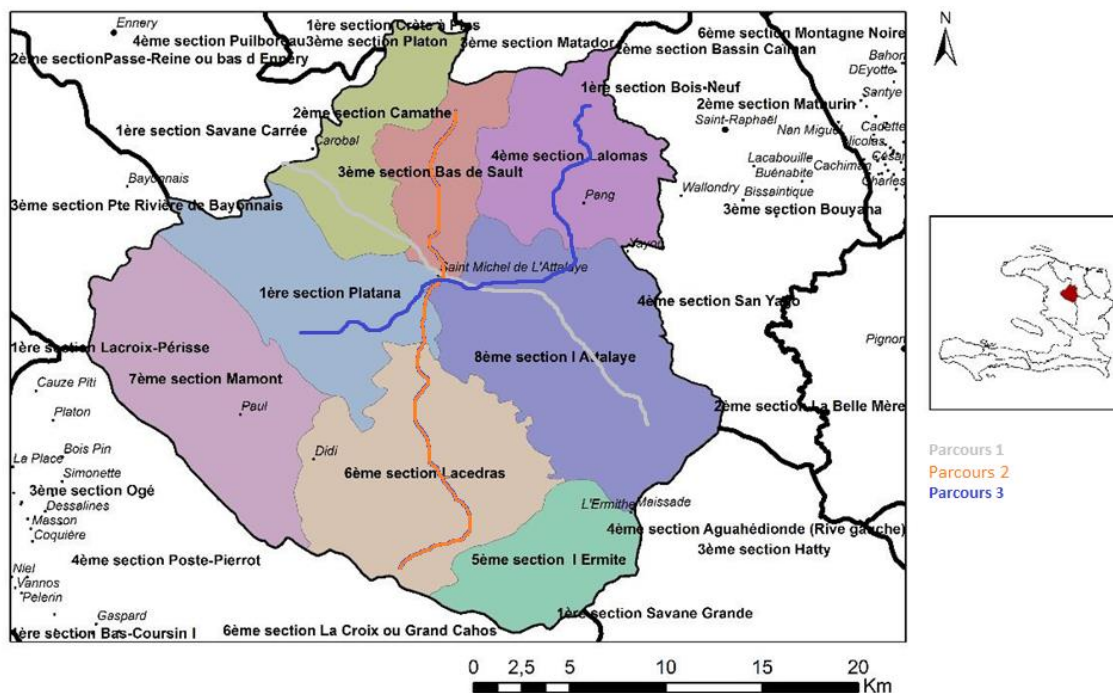 Ennery
1ère section Crête à Pins
4ème section Puilboreau
3ème section Platon
3ème section Matador
6ème section Montagne Noire
2ème section Bassin Caïman
2ème sectionPasse-Reine ou bas d Ennery
Bahon
DEyotte
1ère section Bois-Neuf
Santye
2ème section Camathe
2ème section Mathurin
Saint-Raphaël
Nan Miguel
Cadette
1ère section Savane Carrée
Nicolas
Carobal
4ème section Lalomas
Lacabouille
Cachiman
César
3ème section Bas de Sault
Buénabite
Charles
Bayonnais
Wallondry
Bissaintique
Pang
3ème section Pte Rivière de Bayonnais
3ème section Bouyaha
Yayou
Saint Michel de L'Attalaye
1ère section Platana
4ème section San Yago
Pignon
1ère section Lacroix-Périsse
8ème section l Attalaye
7ème section Mamont
Cauze Piti
Paul
2ème section La Belle Mère
Platon
Bois Pin
Didi
La Place
Simonette
6ème section Lacedras
3ème section Ogé
Dessalines
L'Ermithe
Maissade
Masson
Coquière
4ème section Aguahédionde (Rive gauche)
3ème section Hatty
4ème section Poste-Pierrot
5ème section l Ermite
Niel
Vannos
Pelerin
Gaspard
1ère section Savane Grande
1ère section Bas-Coursin I
6ème section La Croix ou Grand Cahos
N
Parcours 1
Parcours 2
Parcours 3
0 2,5 5 10 15 20
Km